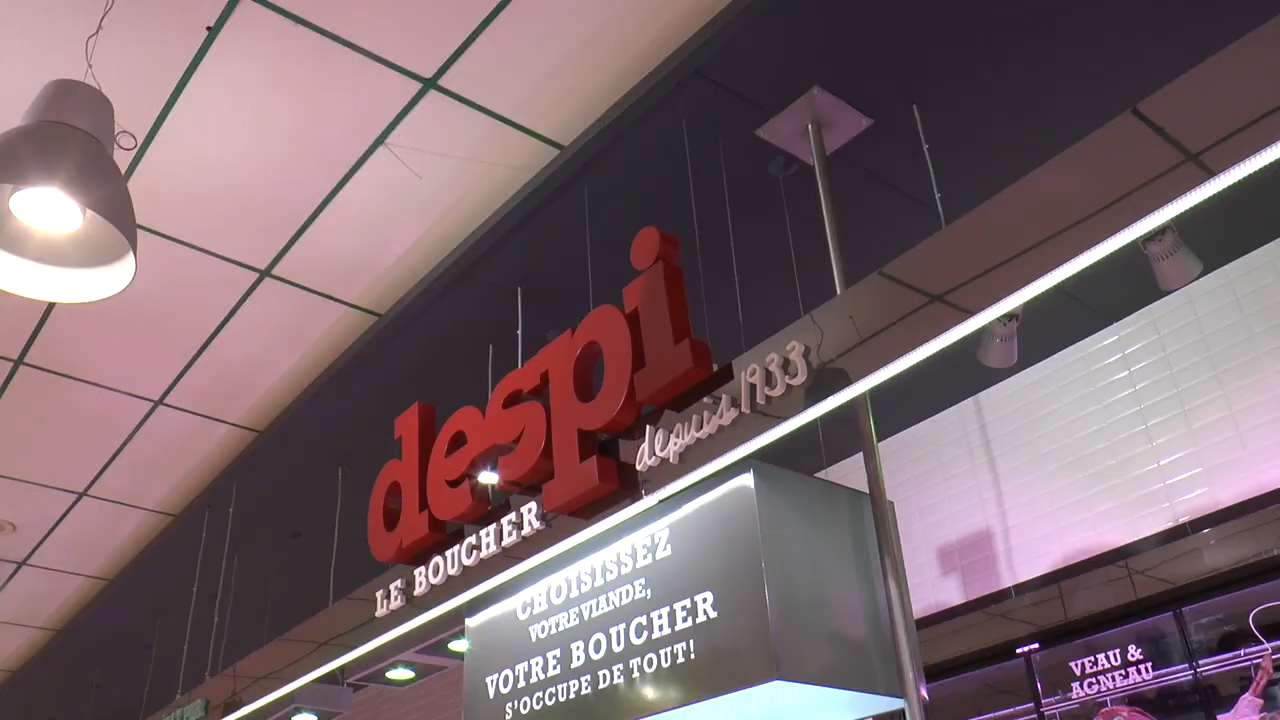 despi
depuis 1933
LE BOUCHER
CHOISISSEZ
VOTRE VIANDE,
VOTRE BOUCHER
S'OCCUPE DE TOUT!
VEAU &
AGNEAU